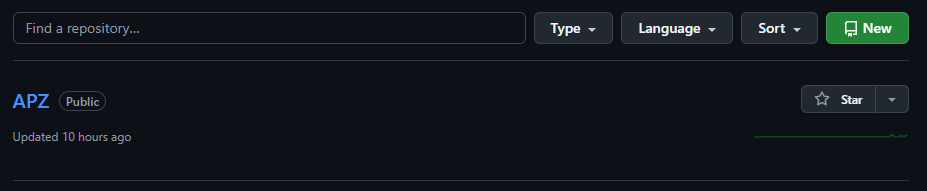 Find a repository... Type Language Sort New
APZ Public Star
Updated 10 hours ago